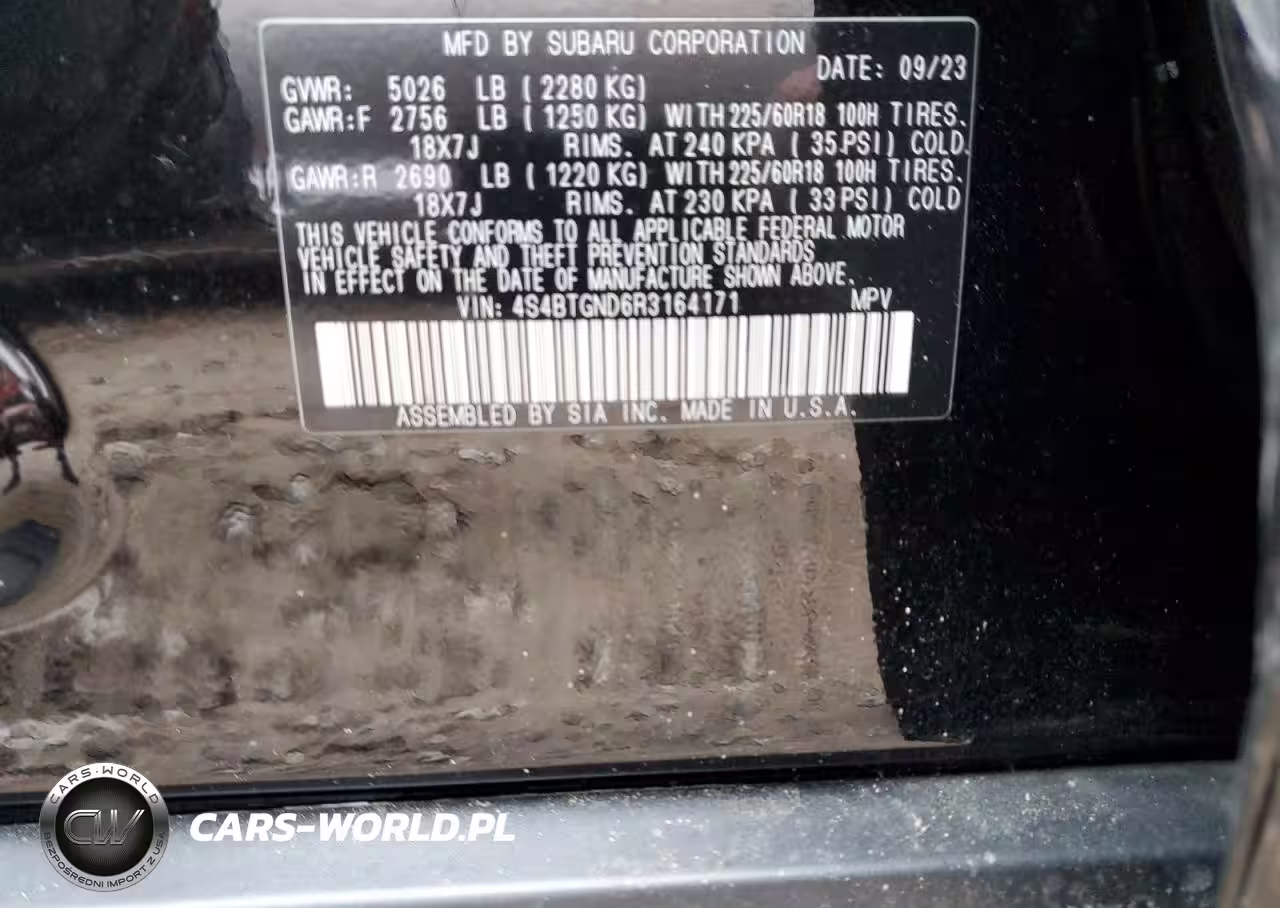 MFD BY SUBARU CORPORATION
DATE: 09/23
GVWR: 5026 LB ( 2280 KG)
GAWR:F 2756 LB ( 1250 KG) WITH 225/60R18 100H TIRES.
18X7J RIMS. AT 240 KPA ( 35 PSI) COLD.
GAWR:R 2690 LB ( 1220 KG) WITH 225/60R18 100H TIRES.
18X7J RIMS. AT 230 KPA ( 33 PSI) COLD
THIS VEHICLE CONFORMS TO ALL APPLICABLE FEDERAL MOTOR
VEHICLE SAFETY AND THEFT PREVENTION STANDARDS
IN EFFECT ON THE DATE OF MANUFACTURE SHOWN ABOVE.
VIN: 4S4BTGND6R3164171 MPV
ASSEMBLED BY SIA INC. MADE IN U.S.A.
CARS-WORLD
CW
BEZPOŚREDNI IMPORT Z USA
CARS-WORLD.PL